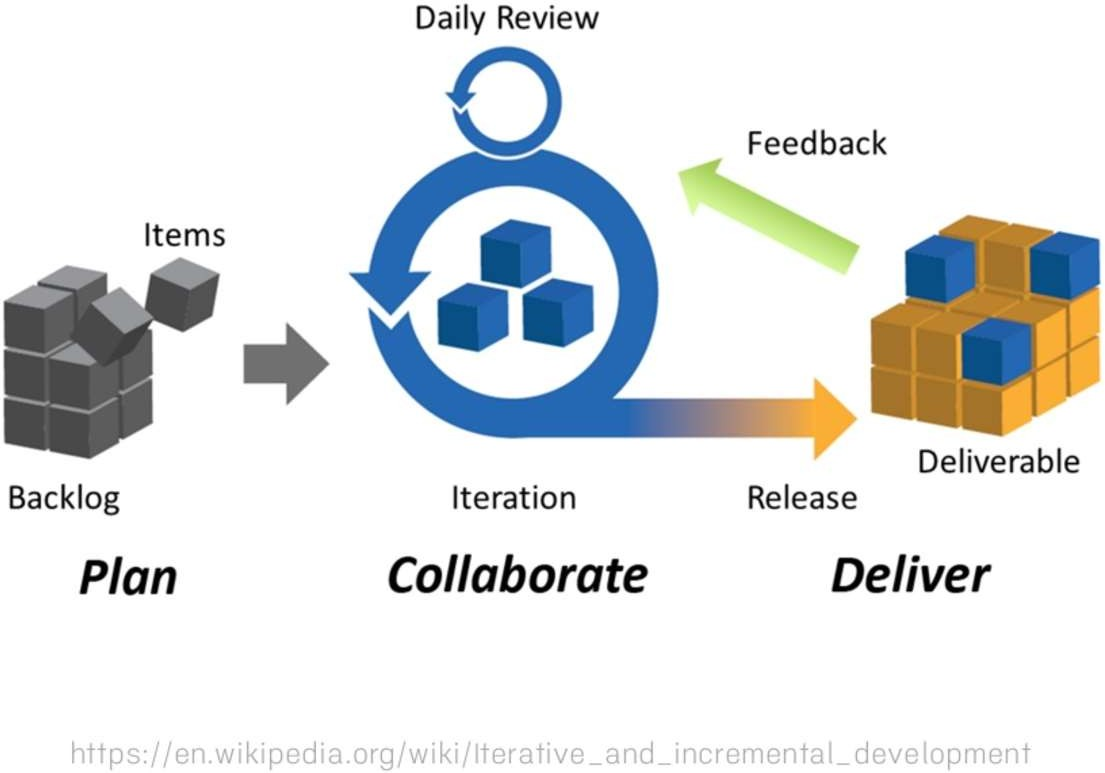 Daily Review
Feedback
Items
Deliverable
Backlog
Iteration
Release
Plan
Collaborate
Deliver
https://en.wikipedia.org/wiki/Iterative_and_incremental_development